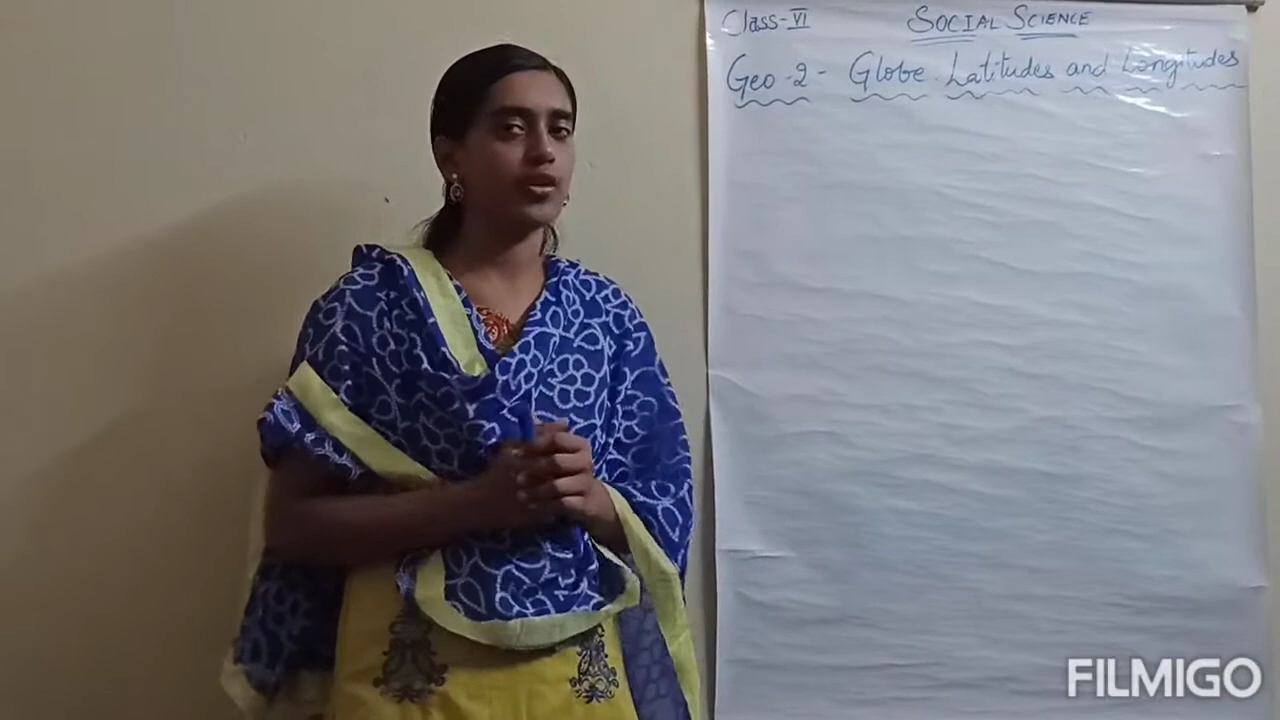 Class-VI SOCIAL SCIENCE
Geo-2- Globe Latitudes and Longitudes
FILMIGO